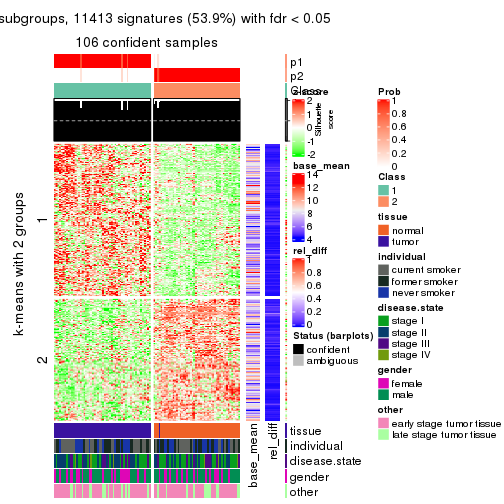 subgroups, 11413 signatures (53.9%) with fdr < 0.05
106 confident samples
p1
p2
Class
Silhouette
score
k-means with 2 groups
1
2
base_mean
rel_diff
tissue
individual
disease.state
gender
other
z-score
2
1
0
-1
-2
base_mean
14
12
10
8
6
4
rel_diff
1
0.8
0.6
0.4
0.2
0
Status (barplots)
confident
ambiguous
Prob
1
0.8
0.6
0.4
0.2
0
Class
1
2
tissue
normal
tumor
individual
current smoker
former smoker
never smoker
disease.state
stage I
stage II
stage III
stage IV
gender
female
male
other
early stage tumor tissue
late stage tumor tissue